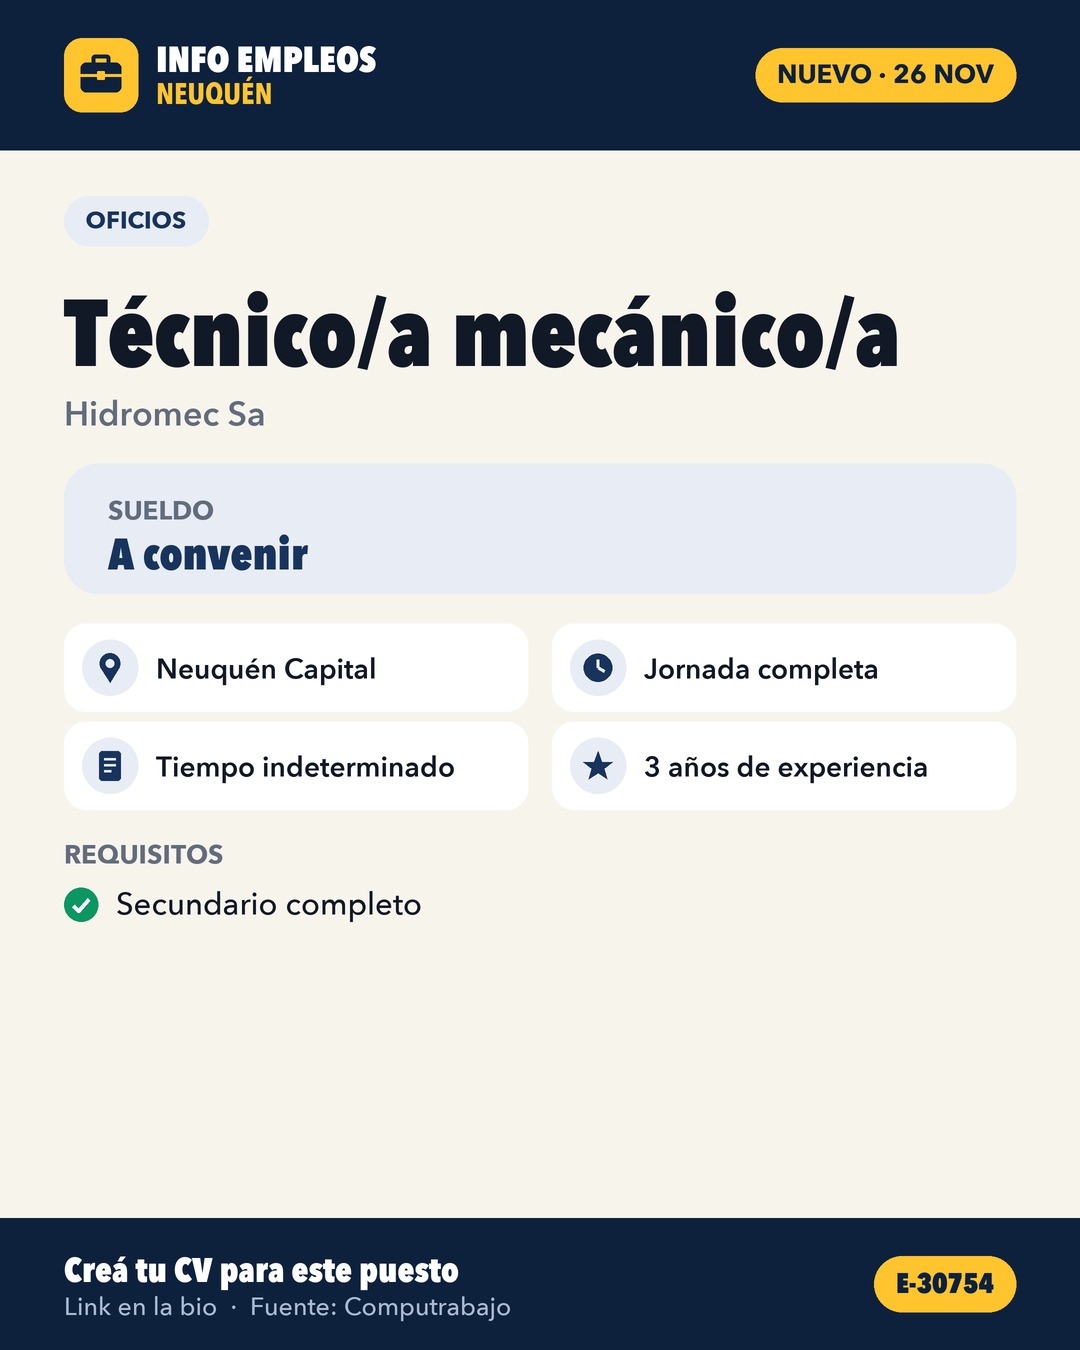 INFO EMPLEOS
NEUQUÉN
NUEVO · 26 NOV
OFICIOS
Técnico/a mecánico/a
Hidromec Sa
SUELDO
A convenir
Neuquén Capital
Jornada completa
Tiempo indeterminado
3 años de experiencia
REQUISITOS
Secundario completo
Creá tu CV para este puesto
Link en la bio · Fuente: Computrabajo
E-30754